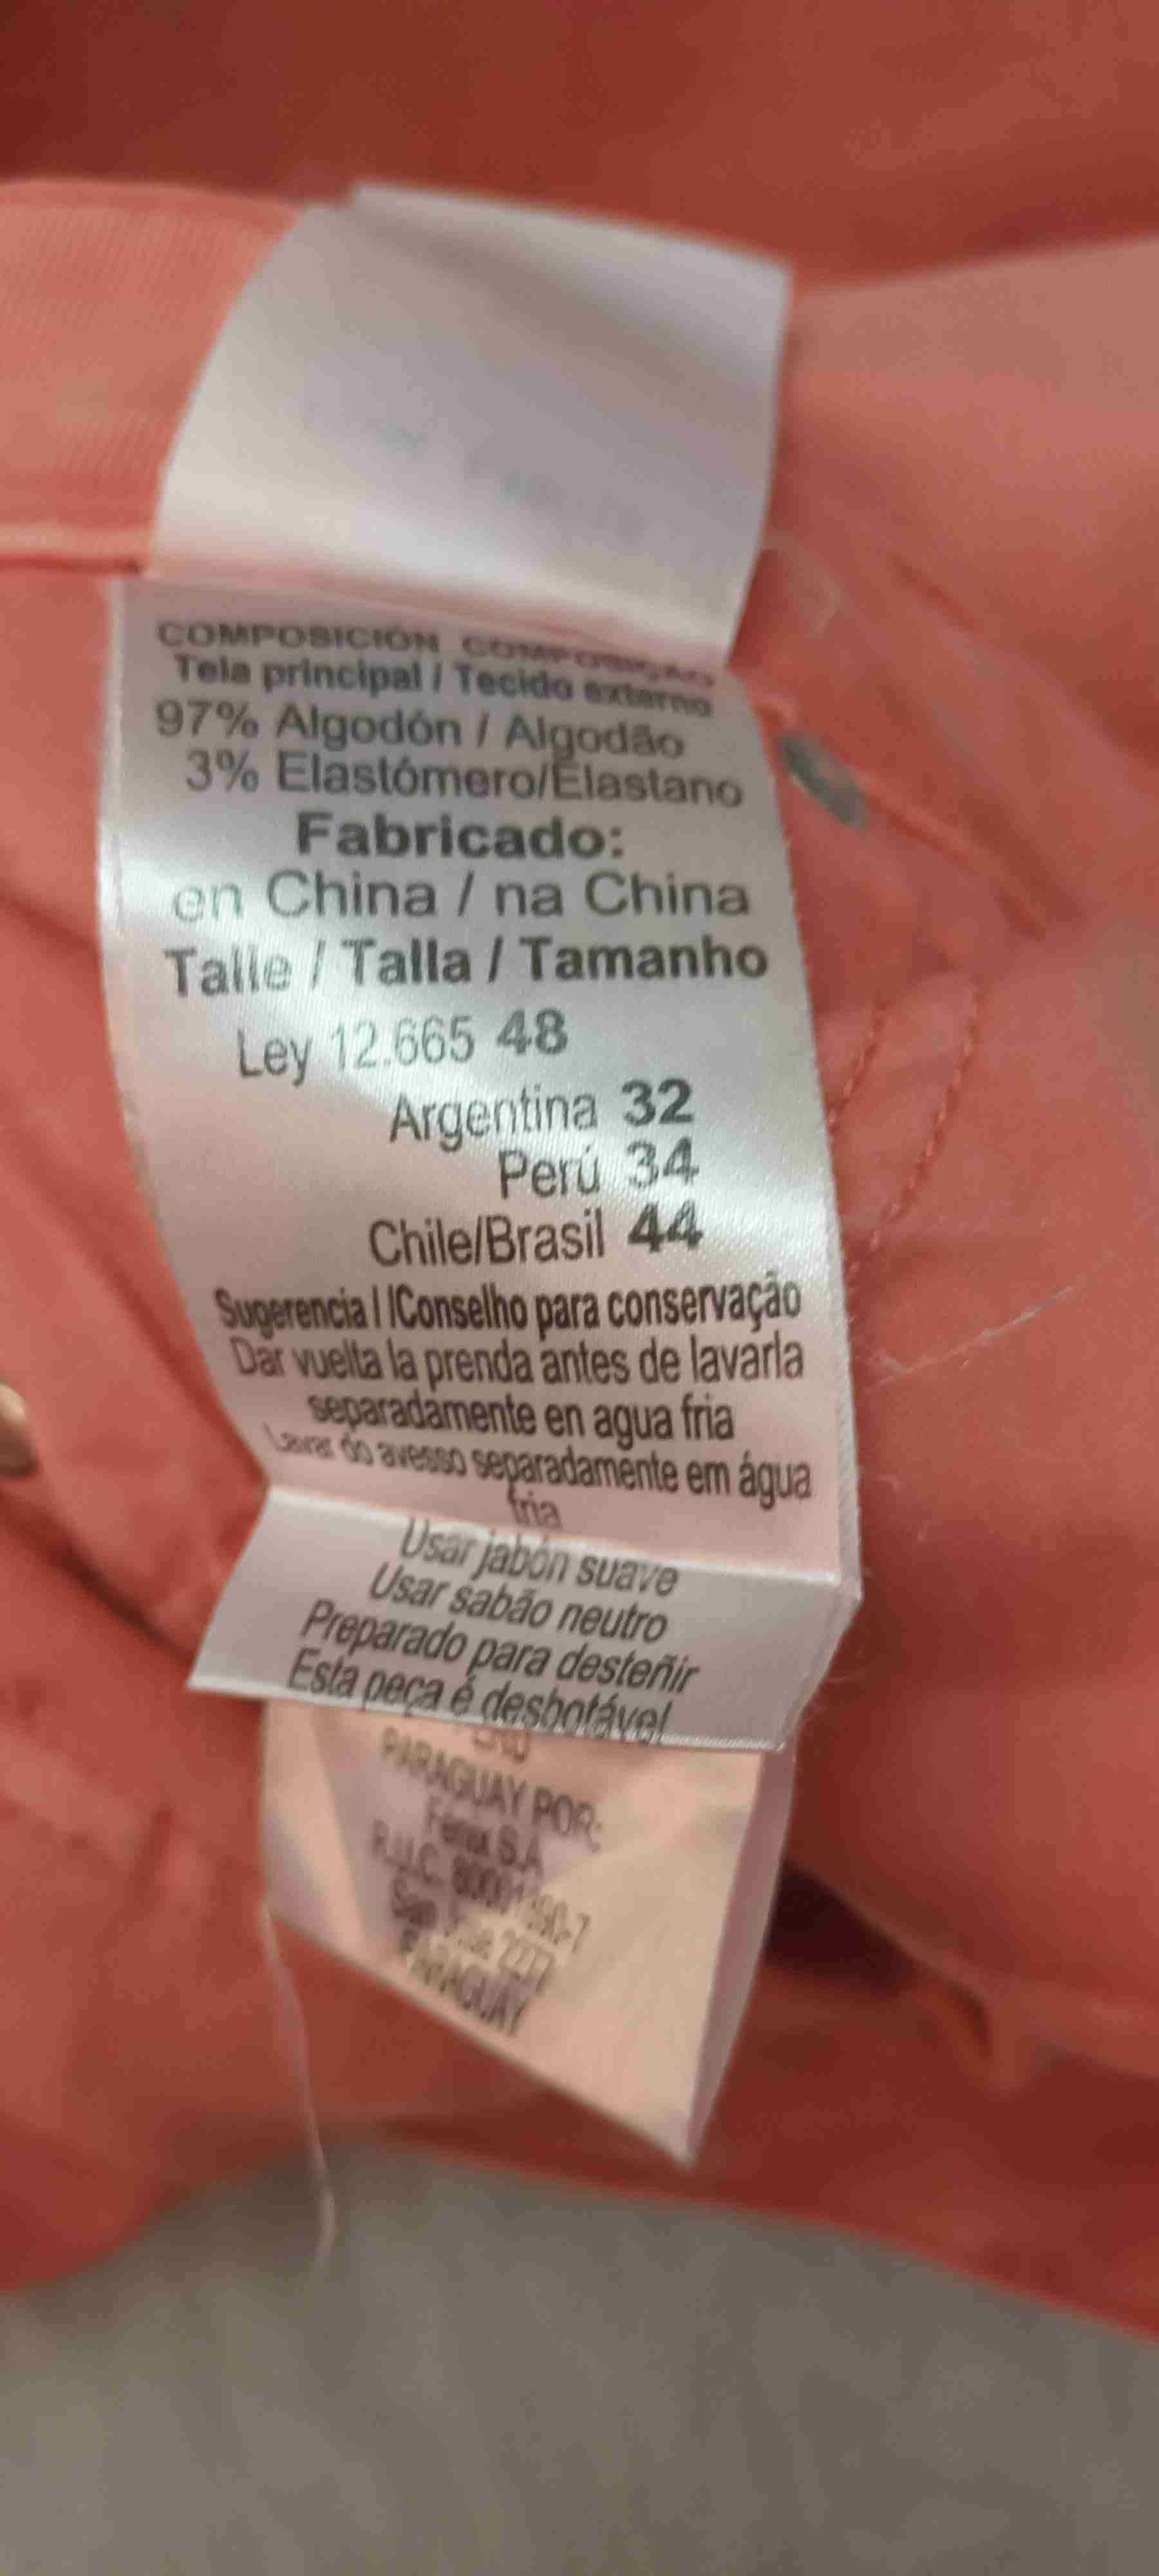 COMPOSICIÓN COMPOSIÇÃO
Tela principal / Tecido externo
97% Algodón / Algodão
3% Elastómero/Elastano
Fabricado:
en China / na China
Talle / Talla / Tamanho
Ley 12.665 48
Argentina 32
Perú 34
Chile/Brasil 44
Sugerencia / /Conselho para conservação
Dar vuelta la prenda antes de lavarla
separadamente en agua fria
Lavar do avesso separadamente em água
fria
Usar jabón suave
Usar sabão neutro
Preparado para desteñir
Esta peça é desbotável
PARAGUAY POR:
Fenix S.A
R.U.C.
PARAGUAY